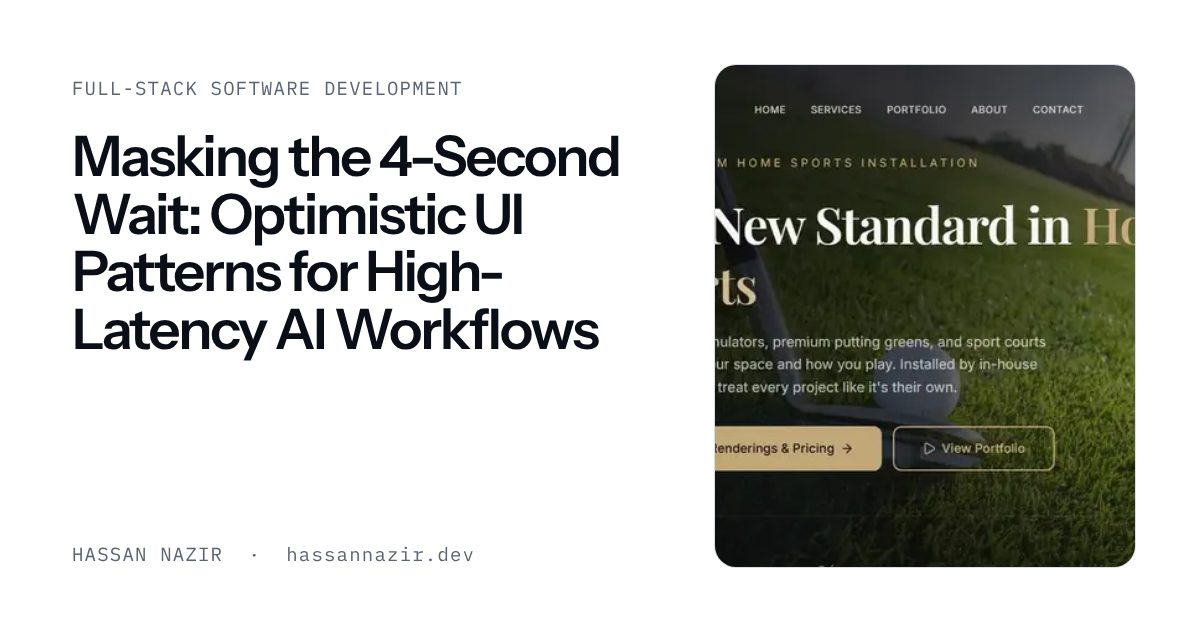 FULL-STACK SOFTWARE DEVELOPMENT
Masking the 4-Second
Wait: Optimistic UI
Patterns for High-
Latency AI Workflows
HASSAN NAZIR · hassannazir.dev
HOME SERVICES PORTFOLIO ABOUT CONTACT
M HOME SPORTS INSTALLATION
New Standard in Ho
rts
nulators, premium putting greens, and sport courts
ur space and how you play. Installed by in-house
treat every project like it's their own.
Renderings & Pricing →
View Portfolio